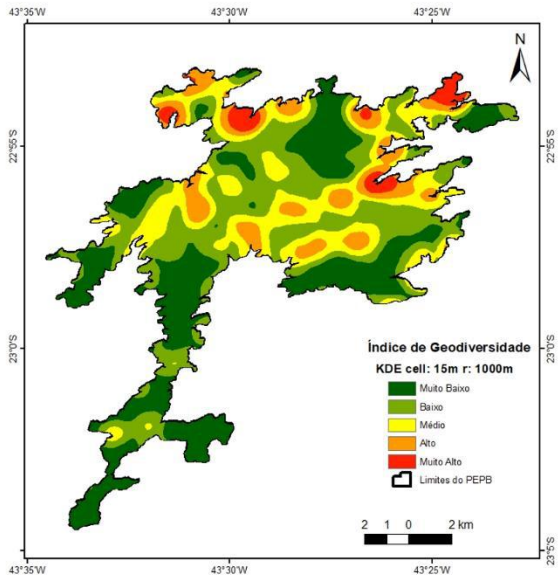 43°35'W 43°30'W 43°25'W
N
22°55'S 22°55'S
23°0'S 23°0'S
Índice de Geodiversidade
KDE cell: 15m r: 1000m
Muito Baixo
Baixo
Médio
Alto
Muito Alto
Limites do PEPB
2 1 0 2 km
23°5'S
43°35'W 43°30'W 43°25'W